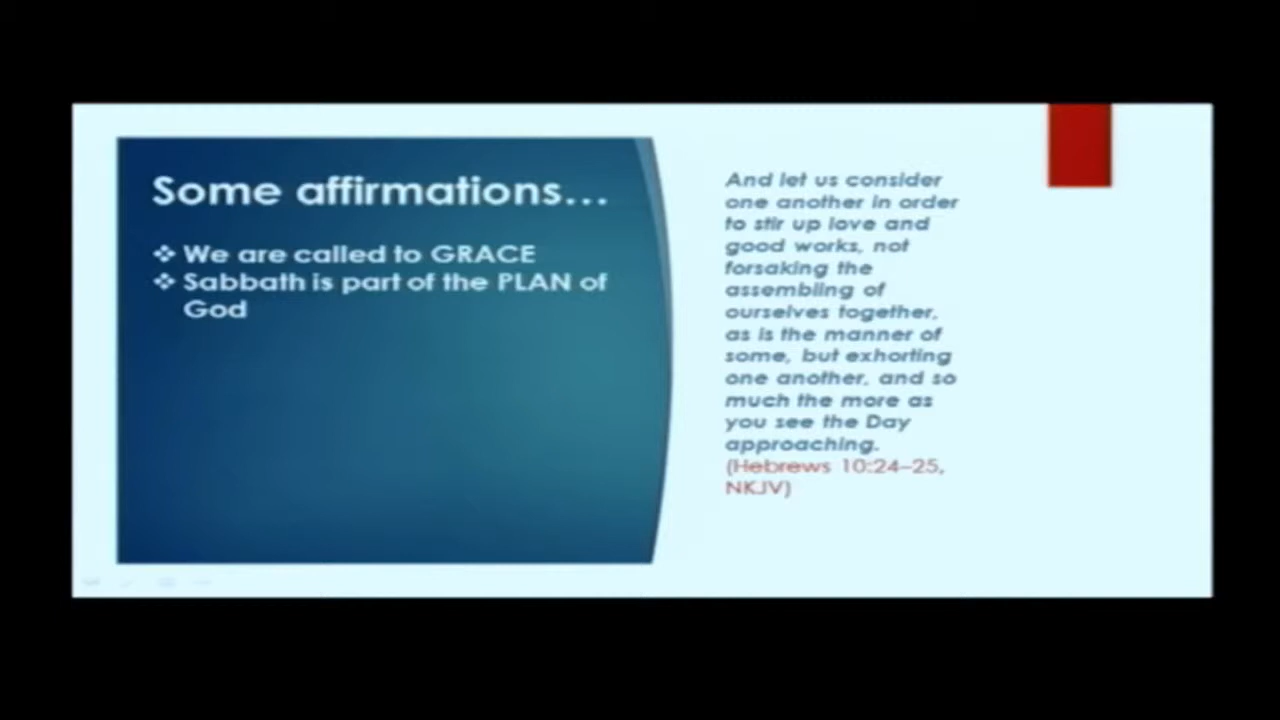 Some affirmations...
❖ We are called to GRACE
❖ Sabbath is part of the PLAN of
God
And let us consider
one another in order
to stir up love and
good works, not
forsaking the
assembling of
ourselves together,
as is the manner of
some, but exhorting
one another, and so
much the more as
you see the Day
approaching.
(Hebrews 10:24–25,
NKJV)